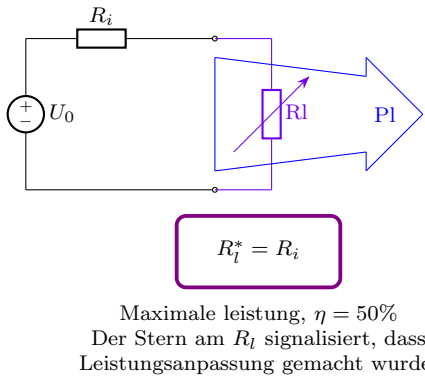 R_i
+
−
U_0
Rl
Pl
R_l^* = R_i
Maximale leistung, η = 50%
Der Stern am R_l signalisiert, dass
Leistungsanpassung gemacht wurde